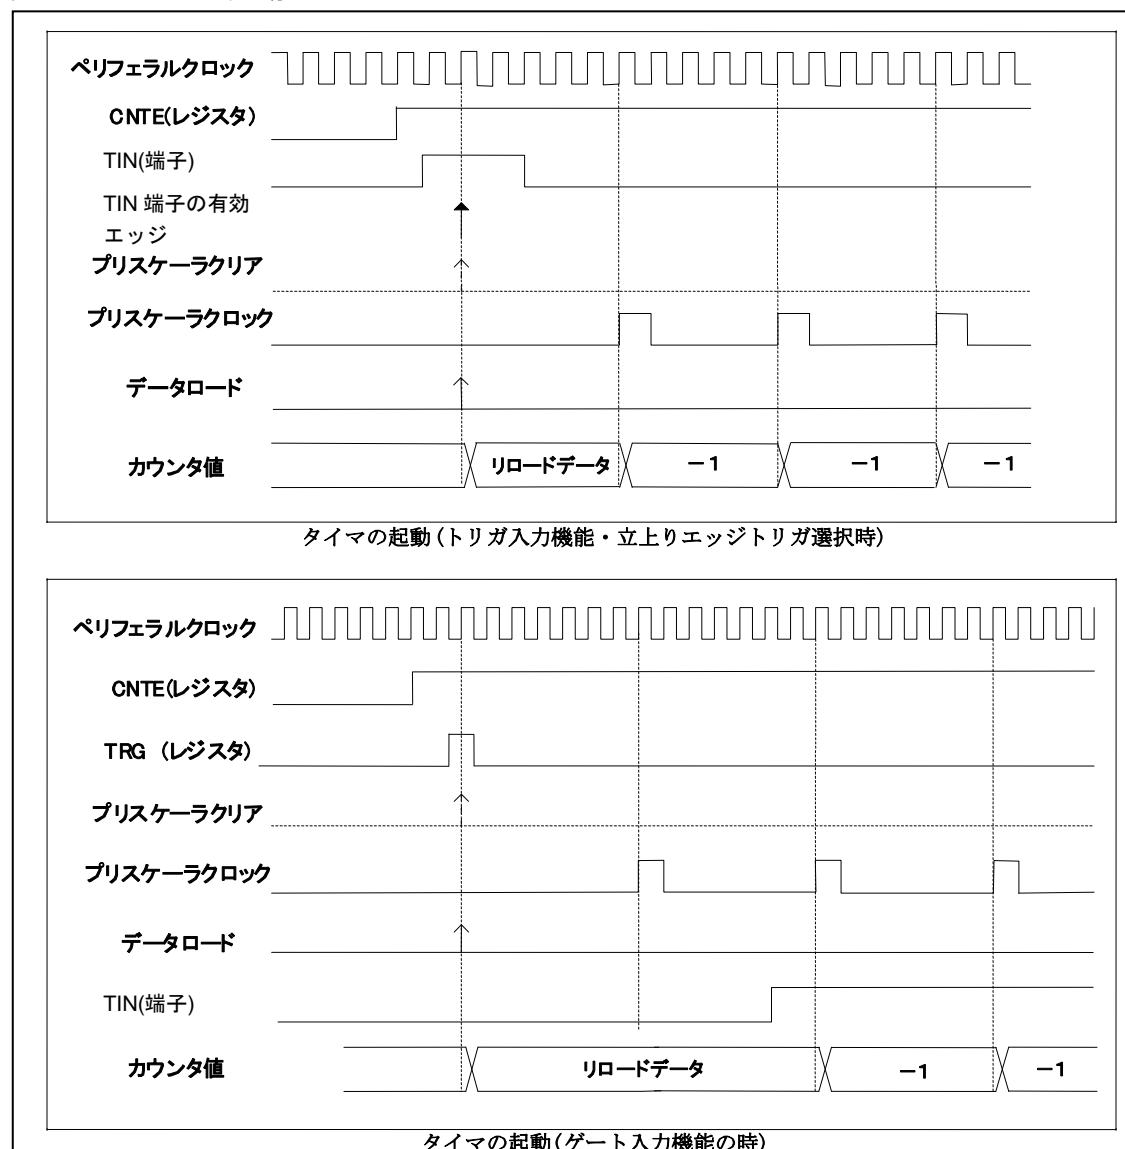 ペリフェラルクロック
CNTE(レジスタ)
TIN(端子)
TIN 端子の有効
エッジ
プリスケーラクリア
プリスケーラクロック
データロード
カウンタ値
リロードデータ
－1
－1
－1
タイマの起動(トリガ入力機能・立上りエッジトリガ選択時)
ペリフェラルクロック
CNTE(レジスタ)
TRG (レジスタ)
プリスケーラクリア
プリスケーラクロック
データロード
TIN(端子)
カウンタ値
リロードデータ
－1
－1
タイマの起動(ゲート入力機能の時)